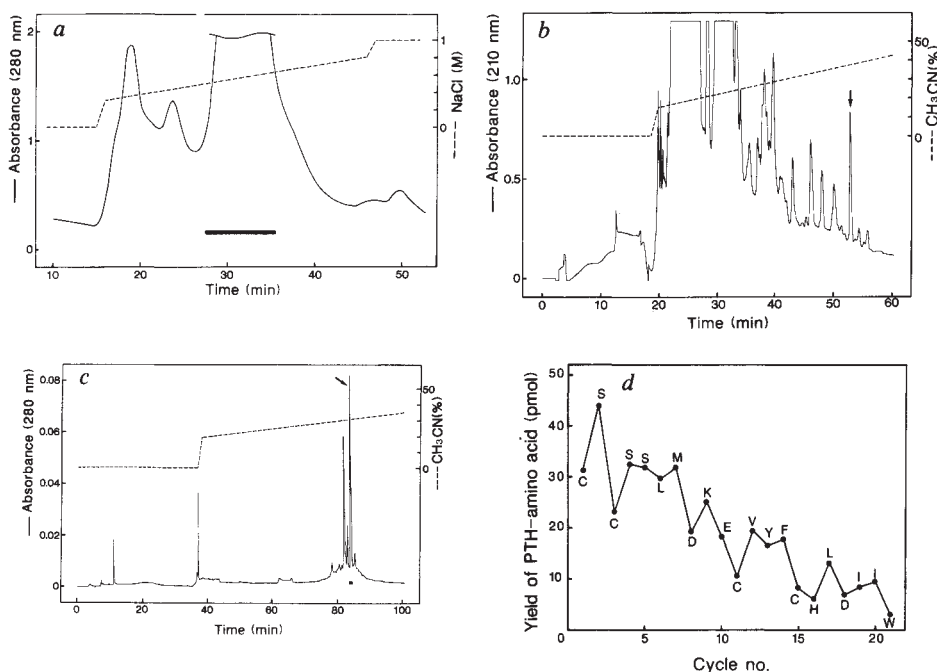 a
Absorbance (280 nm)
2
1
0
10
20
30
40
50
Time (min)
1
0
NaCl (M)
b
Absorbance (210 nm)
1.0
0.5
0
0
10
20
30
40
50
60
Time (min)
50
0
CH₃CN(%)
c
Absorbance (280 nm)
0.08
0.06
0.04
0.02
0
0
20
40
60
80
100
Time (min)
50
0
CH₃CN(%)
d
Yield of PTH-amino acid (pmol)
50
40
30
20
10
0
5
10
15
20
Cycle no.
C
S
C
S
S
L
M
D
K
E
C
V
Y
F
C
H
L
D
I
I
W